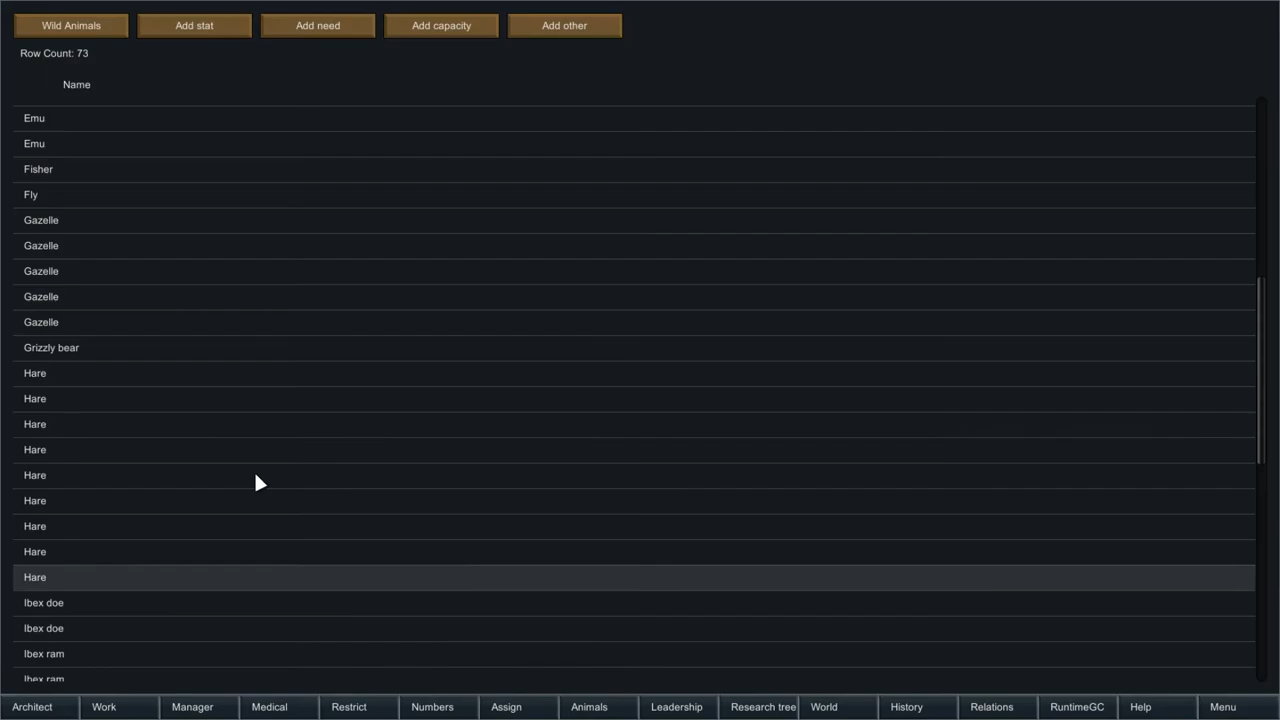 Wild Animals Add stat Add need Add capacity Add other
Row Count: 73
Name
Emu
Emu
Fisher
Fly
Gazelle
Gazelle
Gazelle
Gazelle
Gazelle
Grizzly bear
Hare
Hare
Hare
Hare
Hare
Hare
Hare
Hare
Hare
Ibex doe
Ibex doe
Ibex ram
Ibex ram
Architect Work Manager Medical Restrict Numbers Assign Animals Leadership Research tree World History Relations RuntimeGC Help Menu